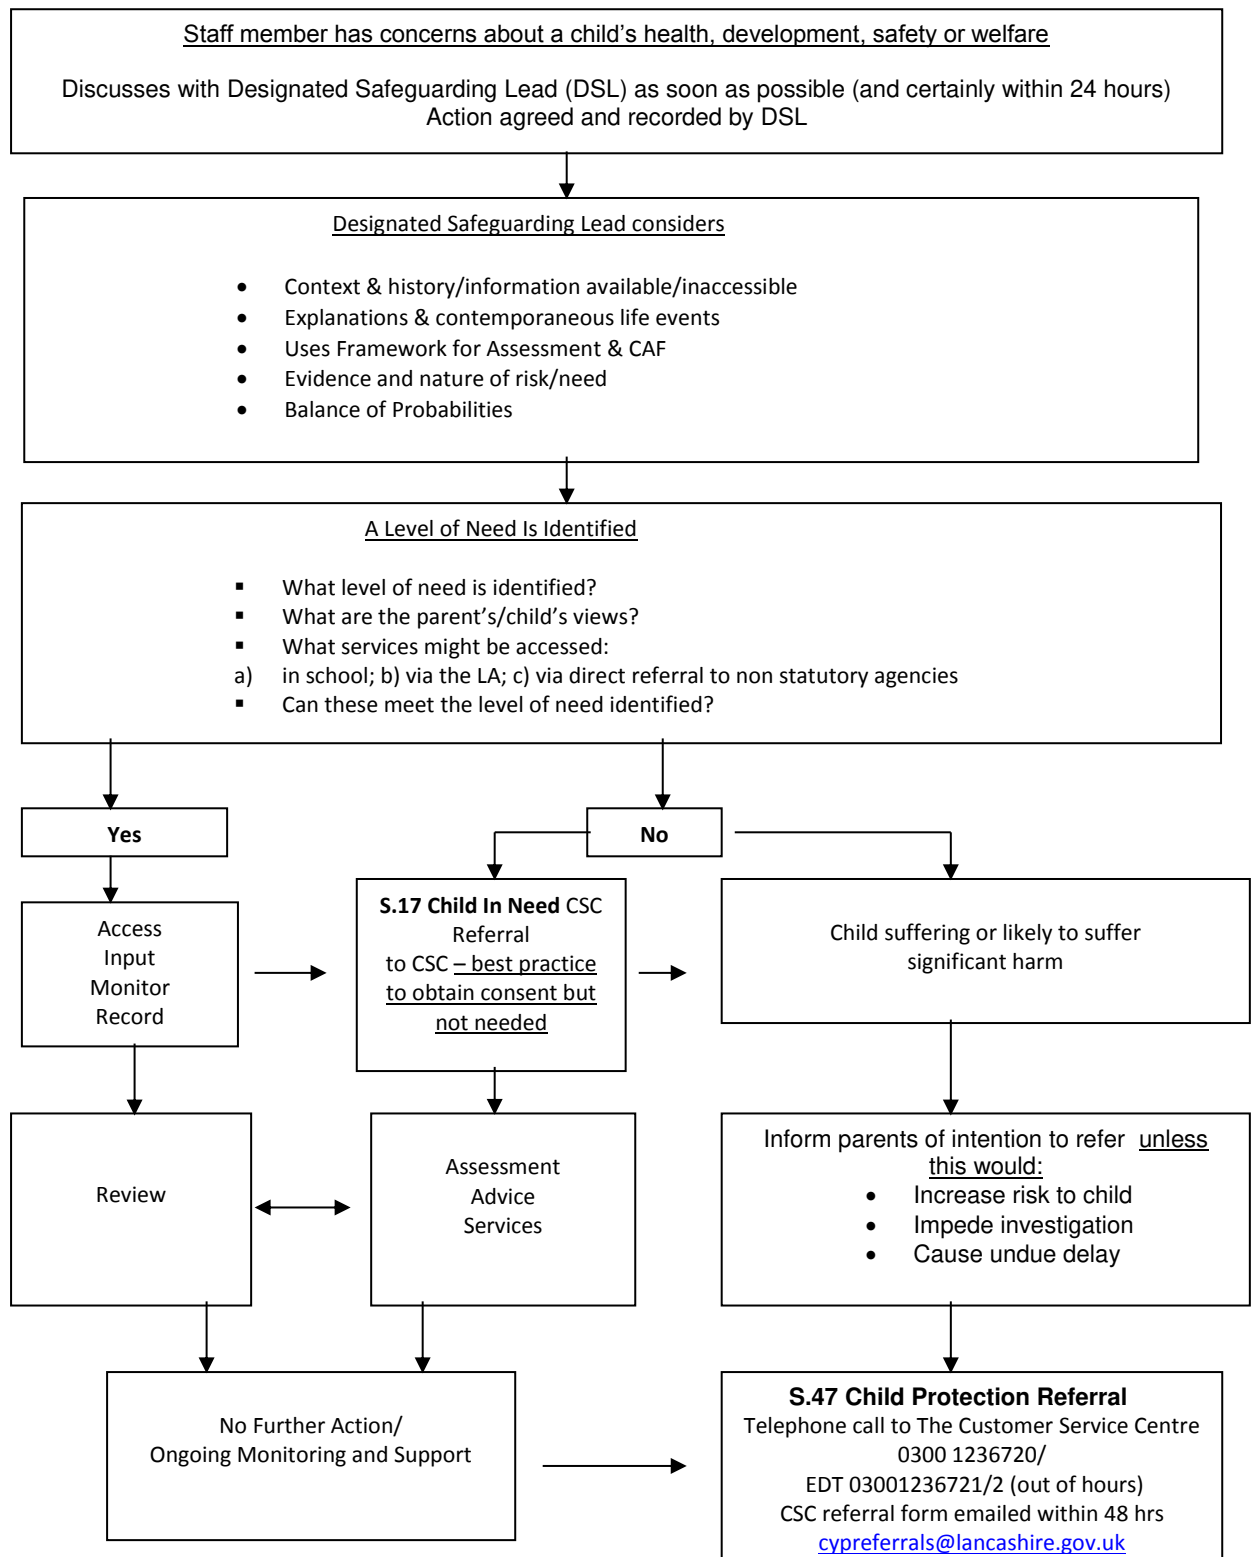 Staff member has concerns about a child’s health, development, safety or welfare
Discusses with Designated Safeguarding Lead (DSL) as soon as possible (and certainly within 24 hours)
Action agreed and recorded by DSL
Designated Safeguarding Lead considers
• Context & history/information available/inaccessible
• Explanations & contemporaneous life events
• Uses Framework for Assessment & CAF
• Evidence and nature of risk/need
• Balance of Probabilities
A Level of Need Is Identified
▪ What level of need is identified?
▪ What are the parent’s/child’s views?
▪ What services might be accessed:
a) in school; b) via the LA; c) via direct referral to non statutory agencies
▪ Can these meet the level of need identified?
Yes
No
Access
Input
Monitor
Record
S.17 Child In Need CSC
Referral
to CSC – best practice
to obtain consent but
not needed
Child suffering or likely to suffer
significant harm
Review
Assessment
Advice
Services
Inform parents of intention to refer unless
this would:
• Increase risk to child
• Impede investigation
• Cause undue delay
No Further Action/
Ongoing Monitoring and Support
S.47 Child Protection Referral
Telephone call to The Customer Service Centre
0300 1236720/
EDT 03001236721/2 (out of hours)
CSC referral form emailed within 48 hrs
cypreferrals@lancashire.gov.uk